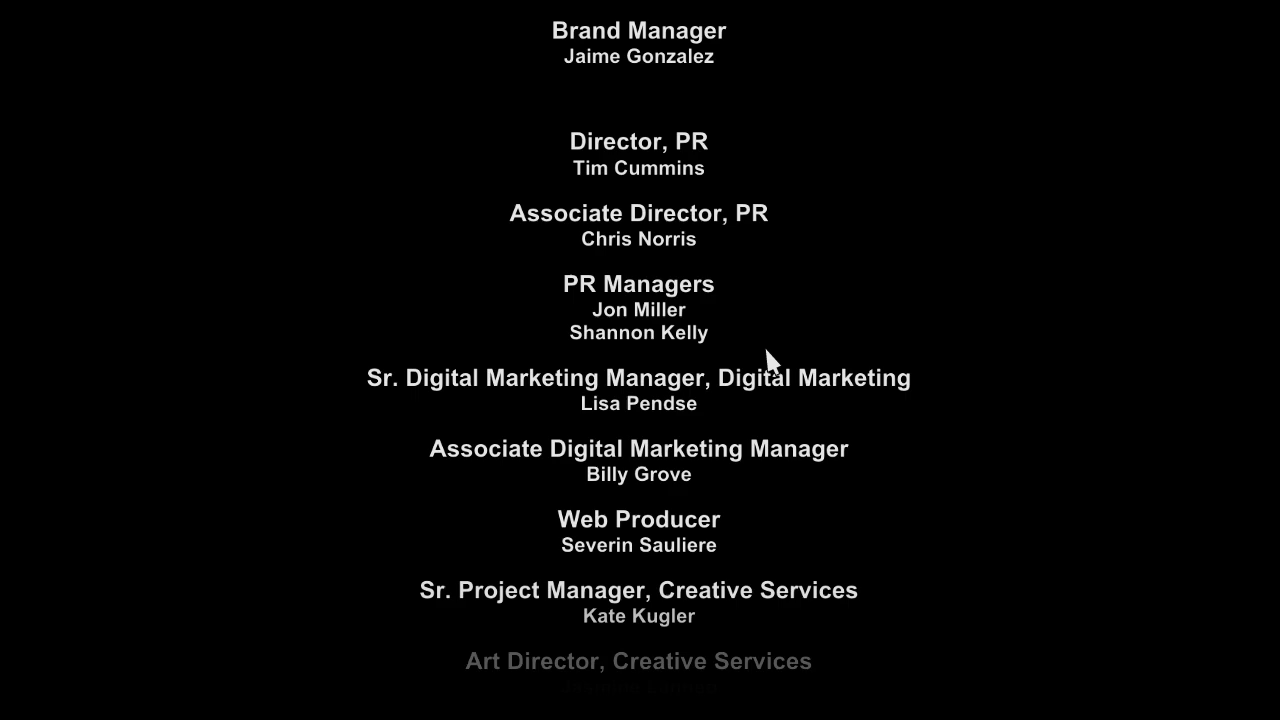 Brand Manager
Jaime Gonzalez
Director, PR
Tim Cummins
Associate Director, PR
Chris Norris
PR Managers
Jon Miller
Shannon Kelly
Sr. Digital Marketing Manager, Digital Marketing
Lisa Pendse
Associate Digital Marketing Manager
Billy Grove
Web Producer
Severin Sauliere
Sr. Project Manager, Creative Services
Kate Kugler
Art Director, Creative Services